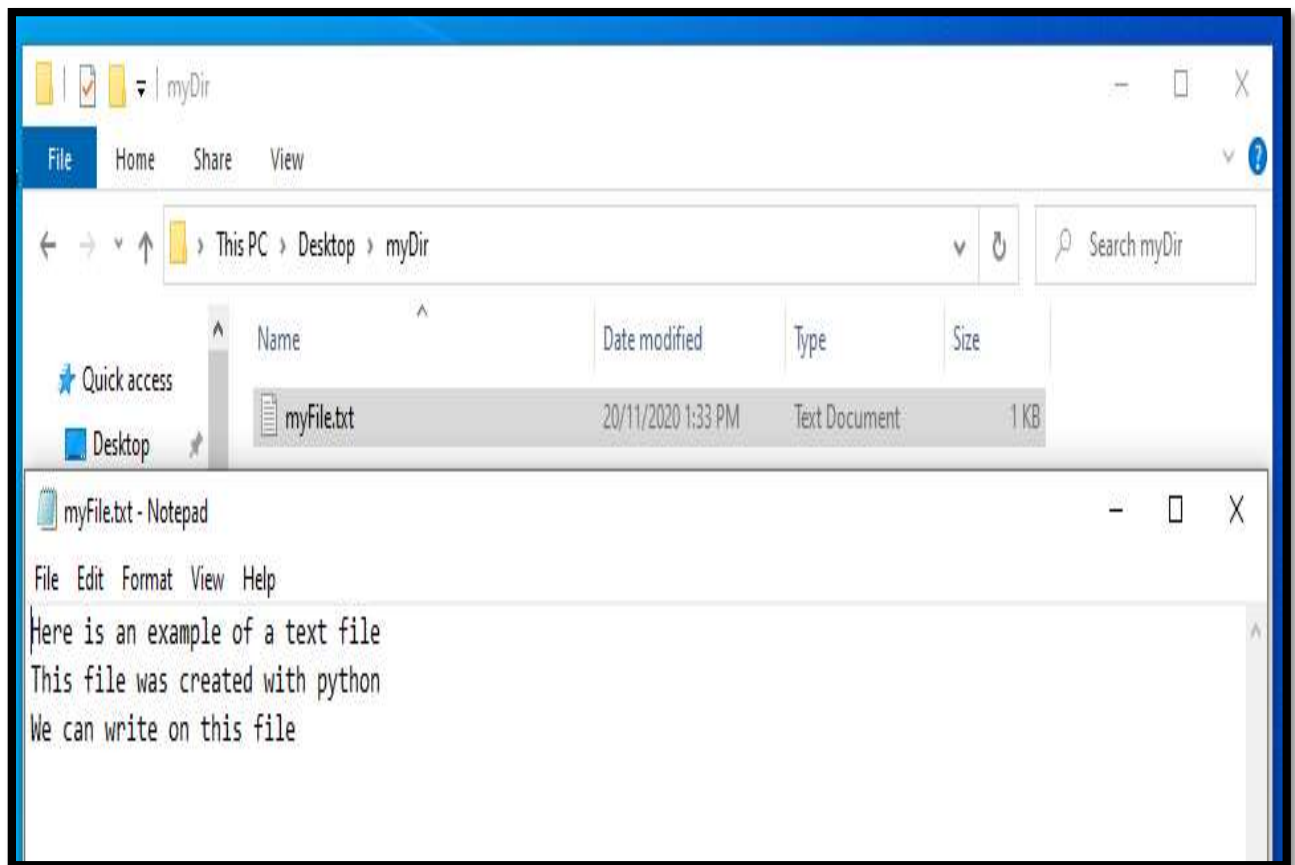 myDir
File Home Share View
This PC > Desktop > myDir Search myDir
Name Date modified Type Size
Quick access
myFile.txt 20/11/2020 1:33 PM Text Document 1 KB
Desktop
myFile.txt - Notepad
File Edit Format View Help
Here is an example of a text file
This file was created with python
We can write on this file